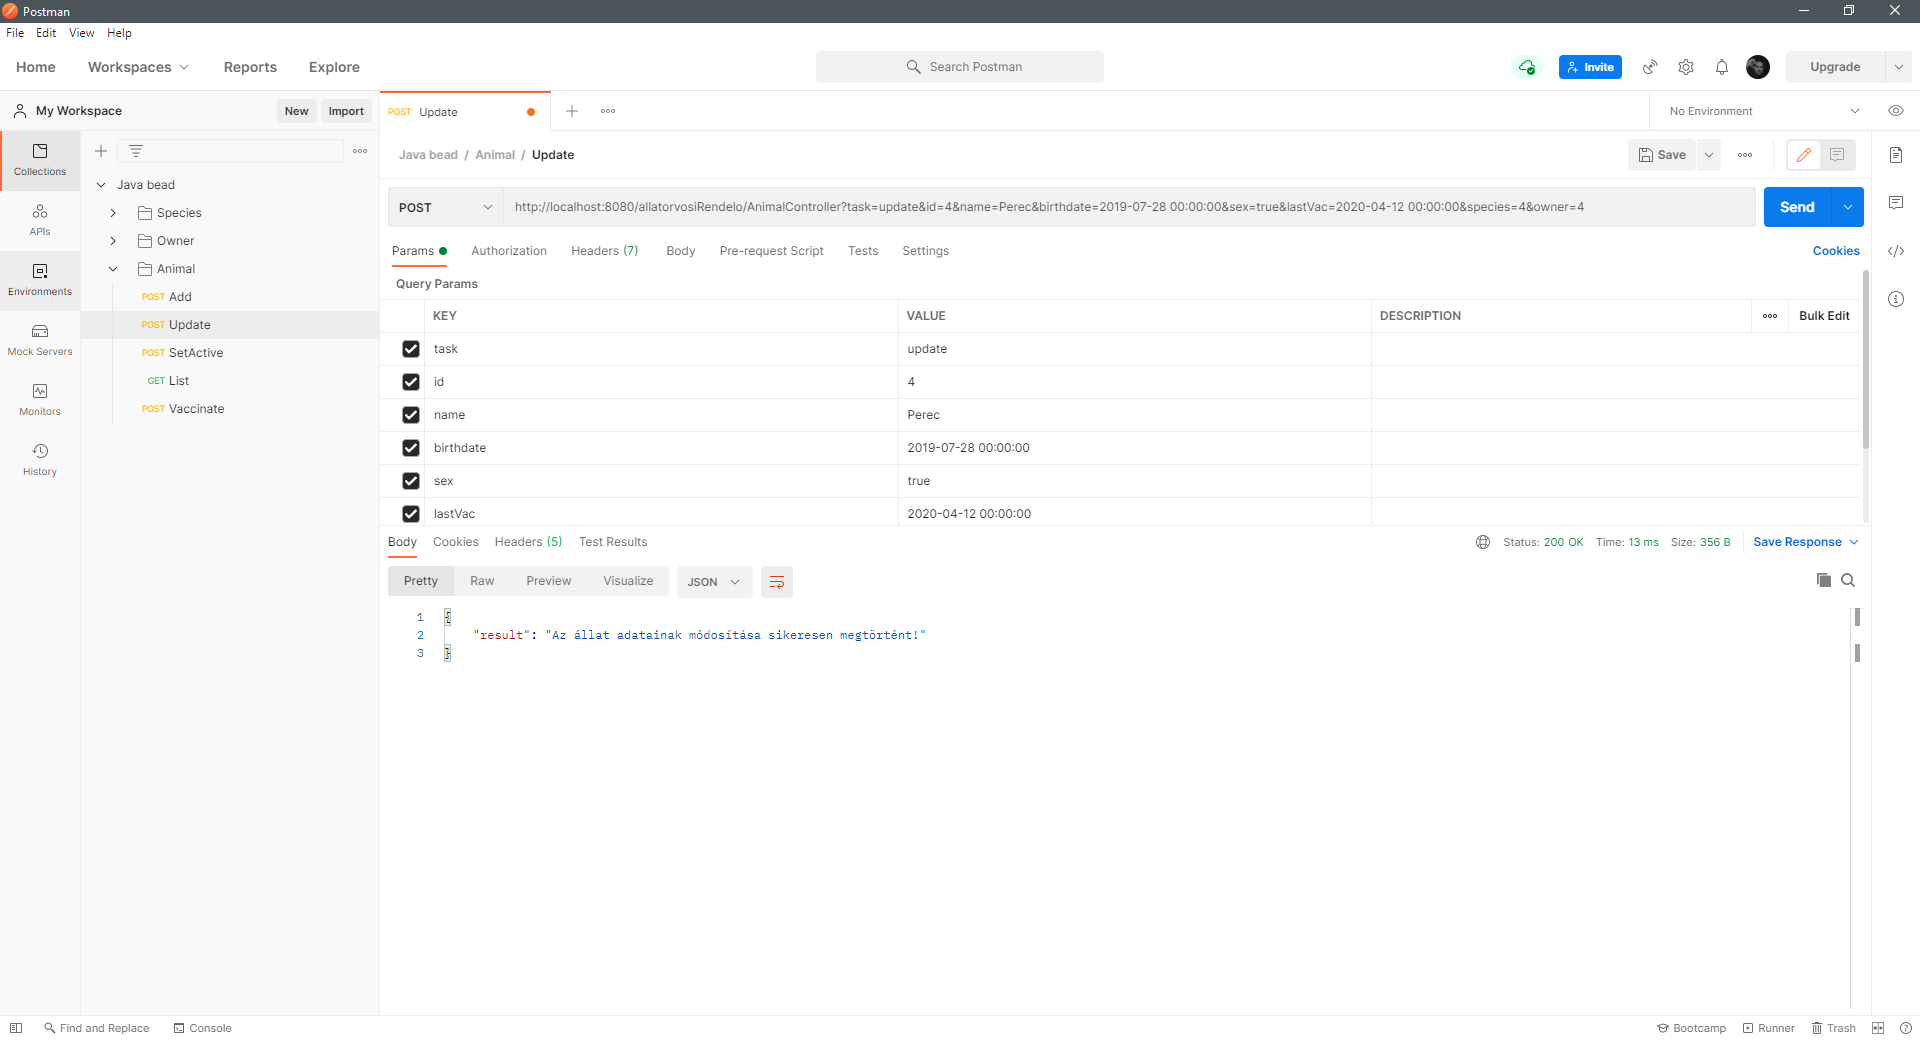 Postman
File Edit View Help
Home Workspaces Reports Explore
Search Postman
Invite
Upgrade
My Workspace
New Import
POST Update
No Environment
Collections
APIs
Environments
Mock Servers
Monitors
History
Java bead
Species
Owner
Animal
POST Add
POST Update
POST SetActive
GET List
POST Vaccinate
Java bead / Animal / Update
Save
POST
http://localhost:8080/allatorvosiRendelo/AnimalController?task=update&id=4&name=Perec&birthdate=2019-07-28 00:00:00&sex=true&lastVac=2020-04-12 00:00:00&species=4&owner=4
Send
Params Authorization Headers (7) Body Pre-request Script Tests Settings
Cookies
Query Params
KEY VALUE DESCRIPTION Bulk Edit
task update
id 4
name Perec
birthdate 2019-07-28 00:00:00
sex true
lastVac 2020-04-12 00:00:00
Body Cookies Headers (5) Test Results
Status: 200 OK Time: 13 ms Size: 356 B Save Response
Pretty Raw Preview Visualize JSON
1 {
2 "result": "Az állat adatainak módosítása sikeresen megtörtént!"
3 }
Find and Replace Console
Bootcamp Runner Trash